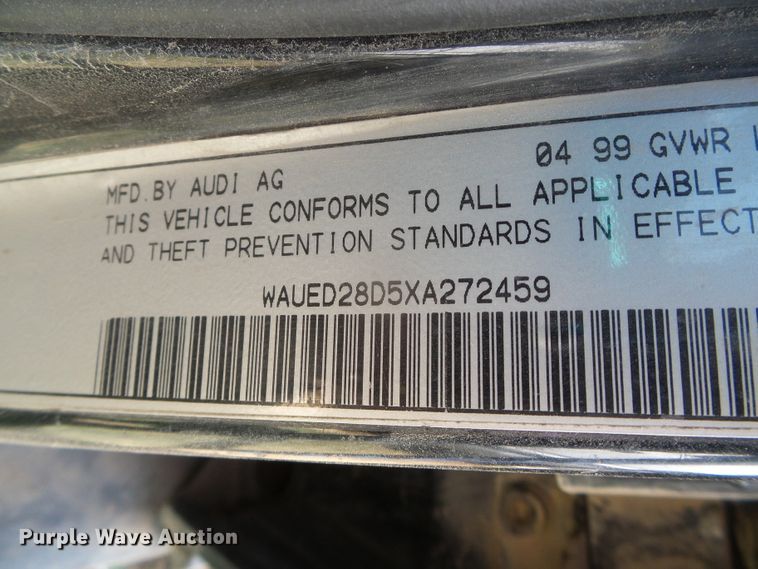 MFD.BY AUDI AG 04 99 GVWR
THIS VEHICLE CONFORMS TO ALL APPLICABLE
AND THEFT PREVENTION STANDARDS IN EFFECT
WAUED28D5XA272459
Purple Wave Auction